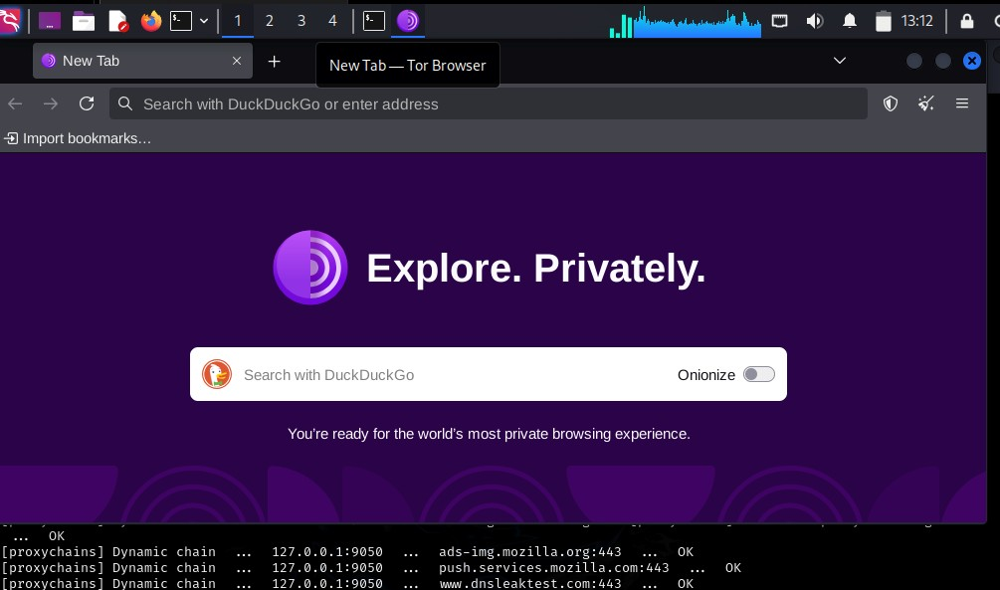 1 2 3 4 13:12
New Tab
New Tab — Tor Browser
Search with DuckDuckGo or enter address
Import bookmarks…
Explore. Privately.
Search with DuckDuckGo Onionize
You're ready for the world's most private browsing experience.
... OK
[proxychains] Dynamic chain ... 127.0.0.1:9050 ... ads-img.mozilla.org:443 ... OK
[proxychains] Dynamic chain ... 127.0.0.1:9050 ... push.services.mozilla.com:443 ... OK
[proxychains] Dynamic chain ... 127.0.0.1:9050 ... www.dnsleaktest.com:443 ... OK